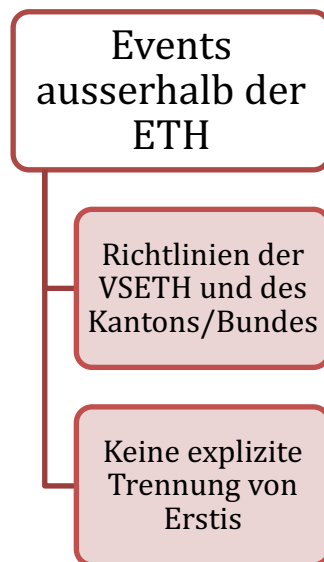 Events
ausserhalb der
ETH
Richtlinien der
VSETH und des
Kantons/Bundes
Keine explizite
Trennung von
Erstis